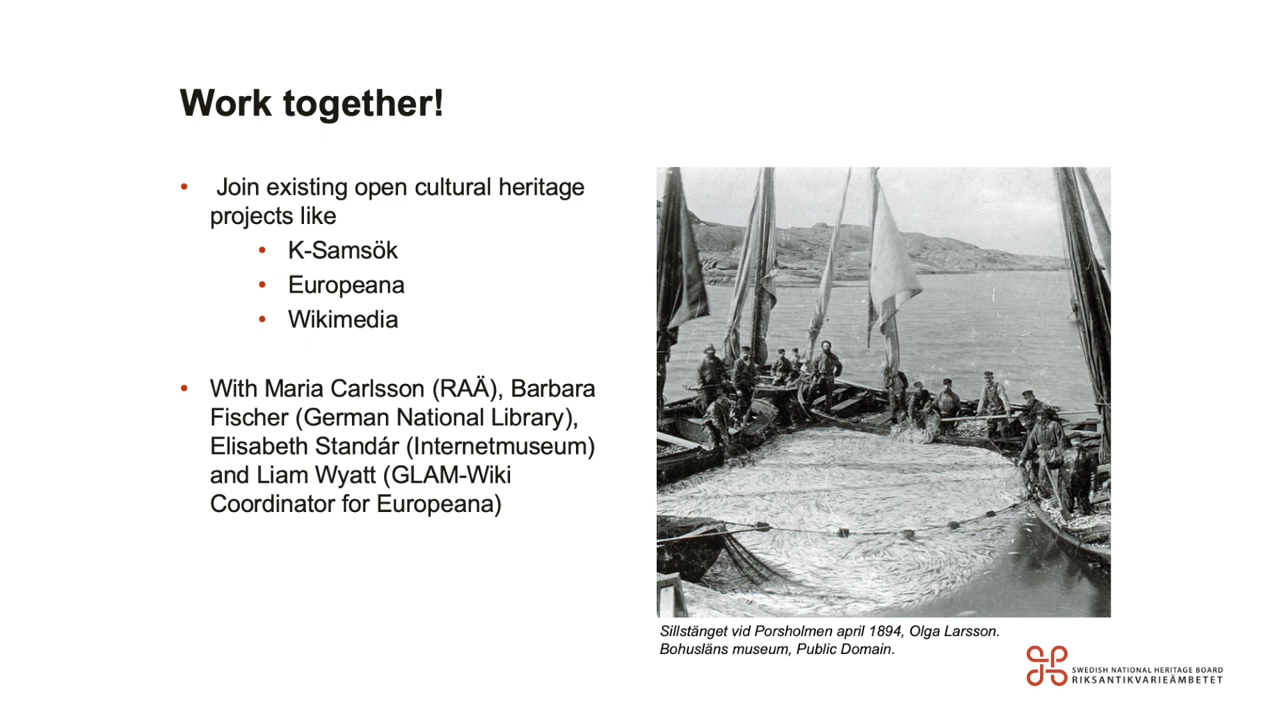 Work together!
• Join existing open cultural heritage
projects like
• K-Samsök
• Europeana
• Wikimedia
• With Maria Carlsson (RAÄ), Barbara
Fischer (German National Library),
Elisabeth Standár (Internetmuseum)
and Liam Wyatt (GLAM-Wiki
Coordinator for Europeana)
Sillstänget vid Porsholmen april 1894, Olga Larsson.
Bohusläns museum, Public Domain.
SWEDISH NATIONAL HERITAGE BOARD
RIKSANTIKVARIEÄMBETET